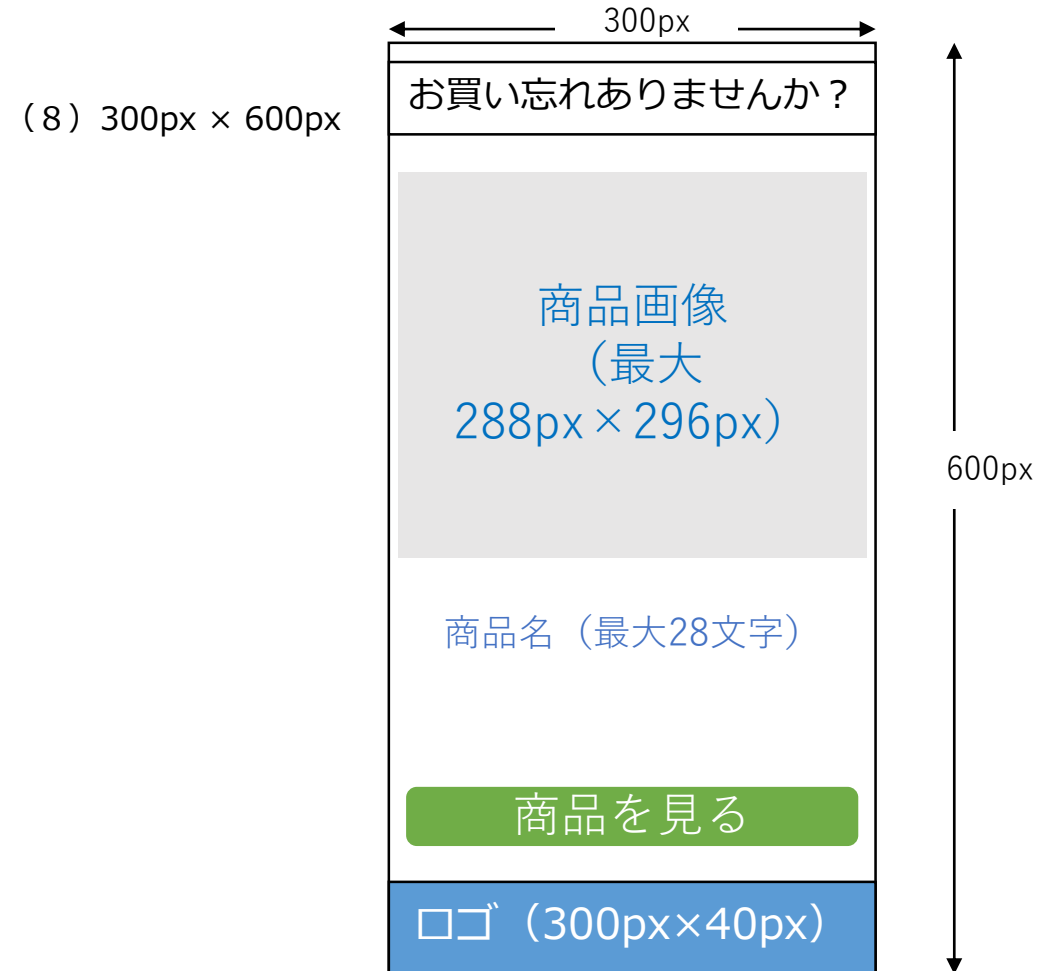 300px
お買い忘れありませんか？
（8）300px × 600px
商品画像
（最大
288px×296px）
600px
商品名（最大28文字）
商品を見る
ロゴ（300px×40px）